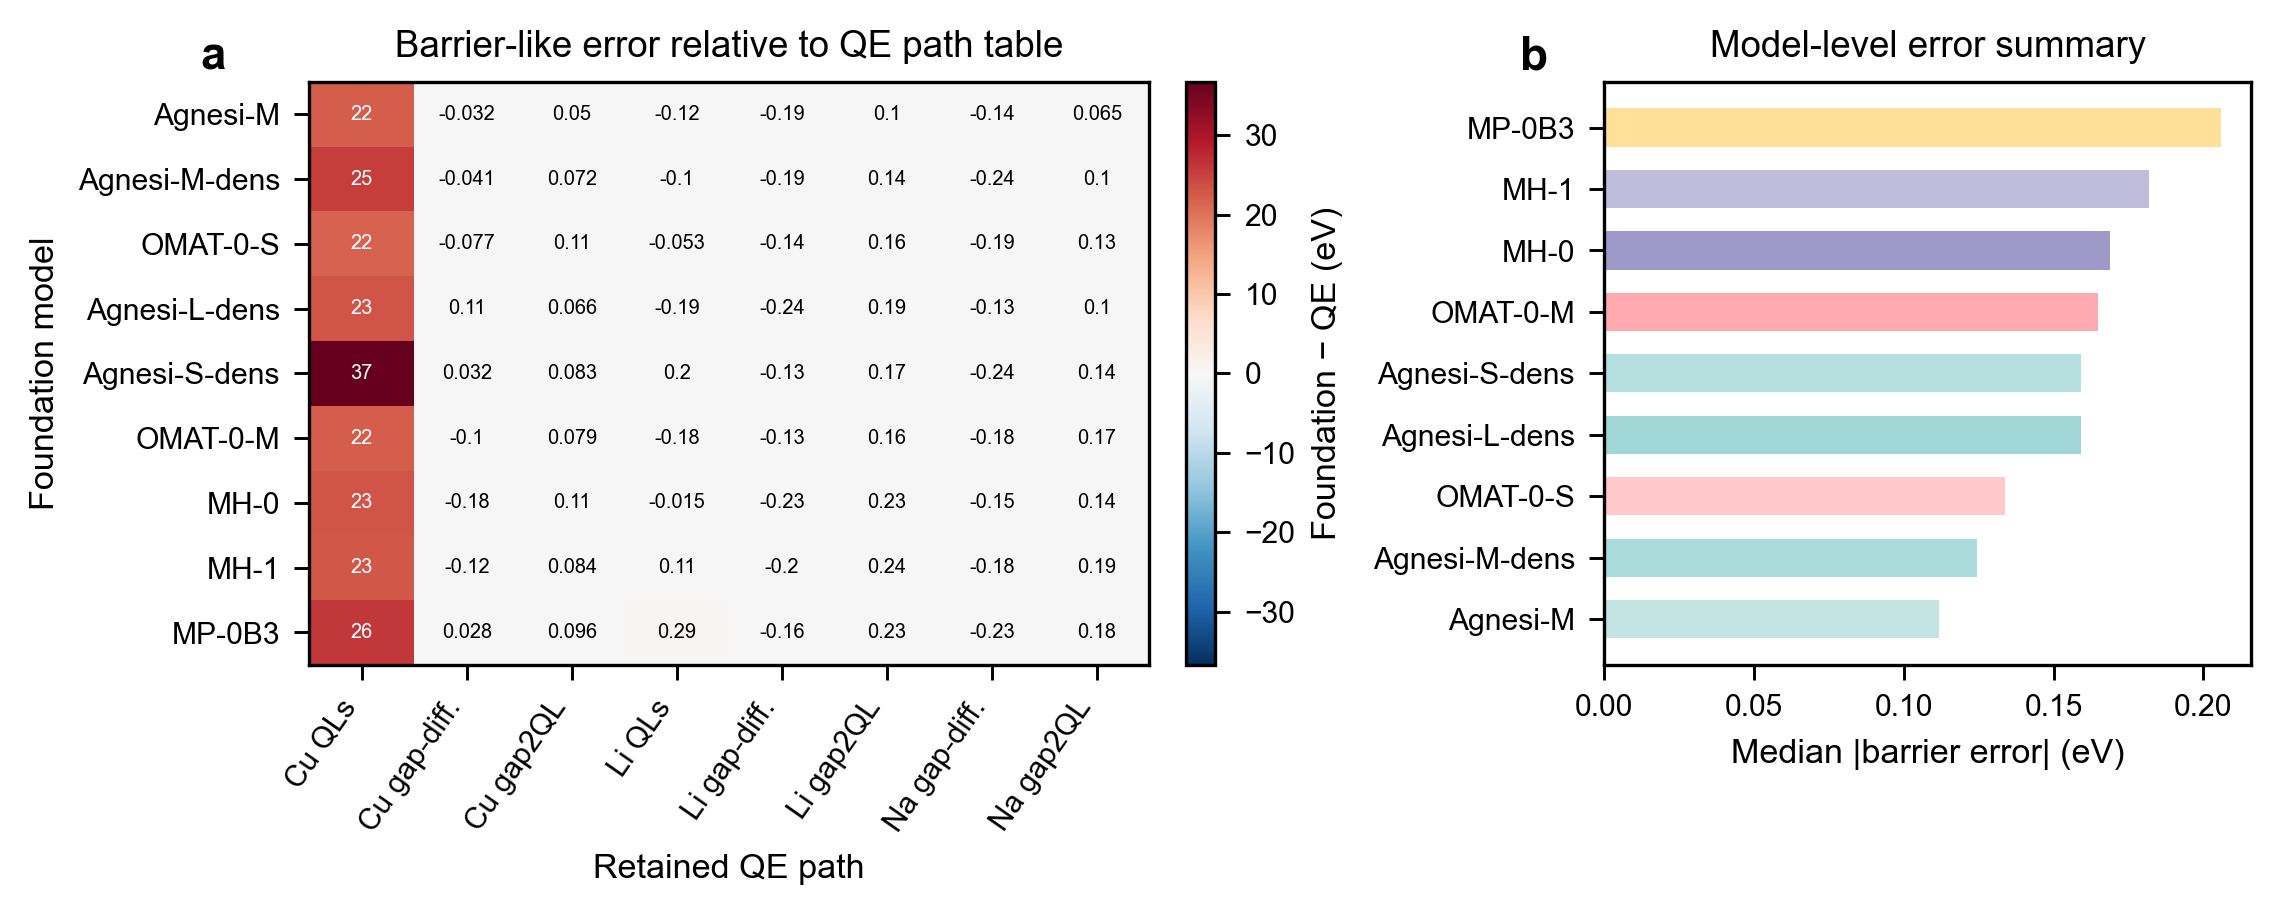 a
Barrier-like error relative to QE path table
Foundation model
Agnesi-M 22 -0.032 0.05 -0.12 -0.19 0.1 -0.14 0.065
Agnesi-M-dens 25 -0.041 0.072 -0.1 -0.19 0.14 -0.24 0.1
OMAT-0-S 22 -0.077 0.11 -0.053 -0.14 0.16 -0.19 0.13
Agnesi-L-dens 23 0.11 0.066 -0.19 -0.24 0.19 -0.13 0.1
Agnesi-S-dens 37 0.032 0.083 0.2 -0.13 0.17 -0.24 0.14
OMAT-0-M 22 -0.1 0.079 -0.18 -0.13 0.16 -0.18 0.17
MH-0 23 -0.18 0.11 -0.015 -0.23 0.23 -0.15 0.14
MH-1 23 -0.12 0.084 0.11 -0.2 0.24 -0.18 0.19
MP-0B3 26 0.028 0.096 0.29 -0.16 0.23 -0.23 0.18
Cu QLs
Cu gap-diff.
Cu gap2QL
Li QLs
Li gap-diff.
Li gap2QL
Na gap-diff.
Na gap2QL
Retained QE path
30
20
10
0
−10
−20
−30
Foundation − QE (eV)
b
Model-level error summary
MP-0B3
MH-1
MH-0
OMAT-0-M
Agnesi-S-dens
Agnesi-L-dens
OMAT-0-S
Agnesi-M-dens
Agnesi-M
0.00 0.05 0.10 0.15 0.20
Median |barrier error| (eV)